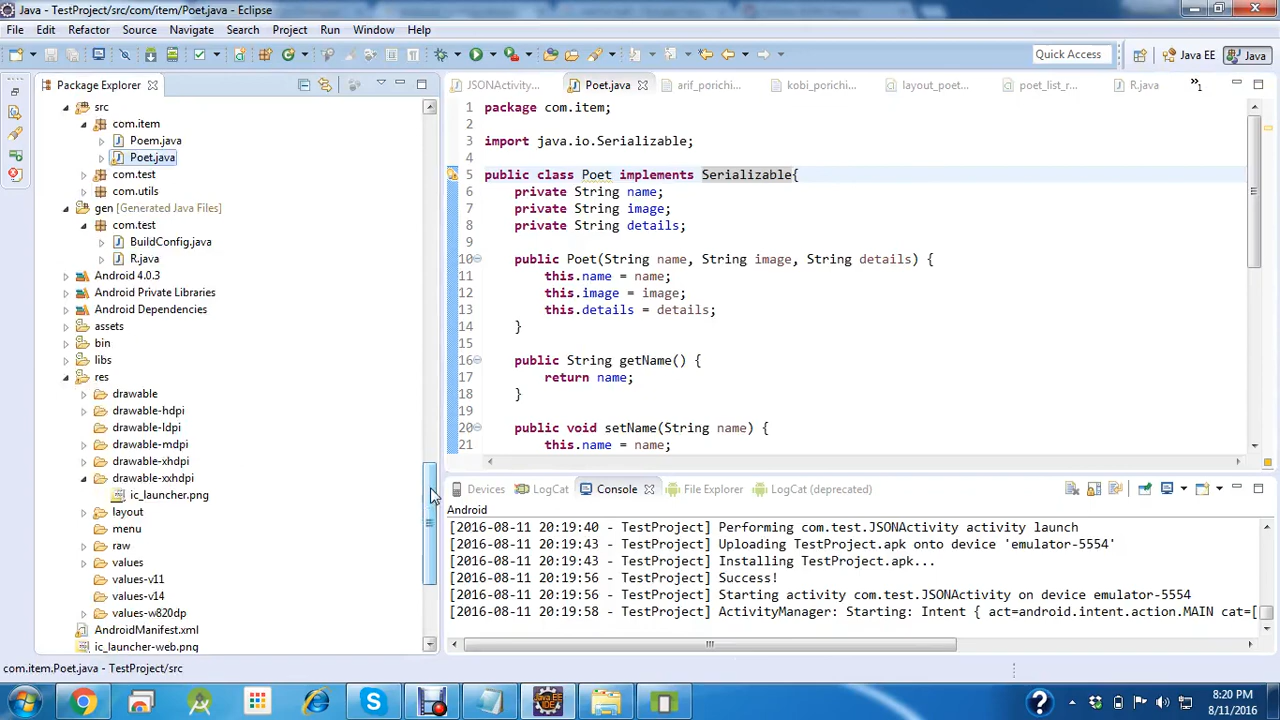 Java - TestProject/src/com/item/Poet.java - Eclipse
File Edit Refactor Source Navigate Search Project Run Window Help
Quick Access Java EE Java
Package Explorer
JSONActivity... Poet.java arif_porichi... kobi_porichi... layout_poet... poet_list_r... R.java »1
src
com.item
Poem.java
Poet.java
com.test
com.utils
gen [Generated Java Files]
com.test
BuildConfig.java
R.java
Android 4.0.3
Android Private Libraries
Android Dependencies
assets
bin
libs
res
drawable
drawable-hdpi
drawable-ldpi
drawable-mdpi
drawable-xhdpi
drawable-xxhdpi
ic_launcher.png
layout
menu
raw
values
values-v11
values-v14
values-w820dp
AndroidManifest.xml
ic_launcher-web.png
1 package com.item;
2
3 import java.io.Serializable;
4
5 public class Poet implements Serializable{
6 private String name;
7 private String image;
8 private String details;
9
10 public Poet(String name, String image, String details) {
11 this.name = name;
12 this.image = image;
13 this.details = details;
14 }
15
16 public String getName() {
17 return name;
18 }
19
20 public void setName(String name) {
21 this.name = name;
Devices LogCat Console File Explorer LogCat (deprecated)
Android
[2016-08-11 20:19:40 - TestProject] Performing com.test.JSONActivity activity launch
[2016-08-11 20:19:43 - TestProject] Uploading TestProject.apk onto device 'emulator-5554'
[2016-08-11 20:19:43 - TestProject] Installing TestProject.apk...
[2016-08-11 20:19:56 - TestProject] Success!
[2016-08-11 20:19:56 - TestProject] Starting activity com.test.JSONActivity on device emulator-5554
[2016-08-11 20:19:58 - TestProject] ActivityManager: Starting: Intent { act=android.intent.action.MAIN cat=[
com.item.Poet.java - TestProject/src
8:20 PM
8/11/2016